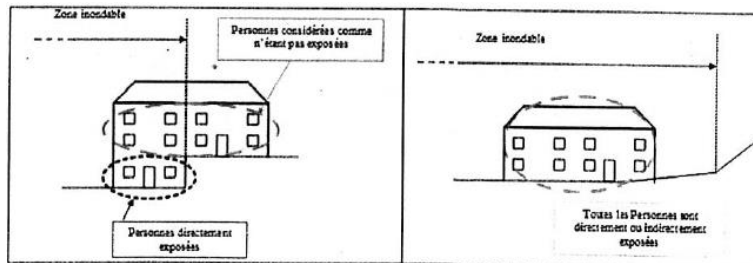 Zone inondable
Personnes considérées comme
n'étant pas exposées
Personnes directement
exposées
Zone inondable
Toutes les Personnes sont
directement ou indirectement
exposées